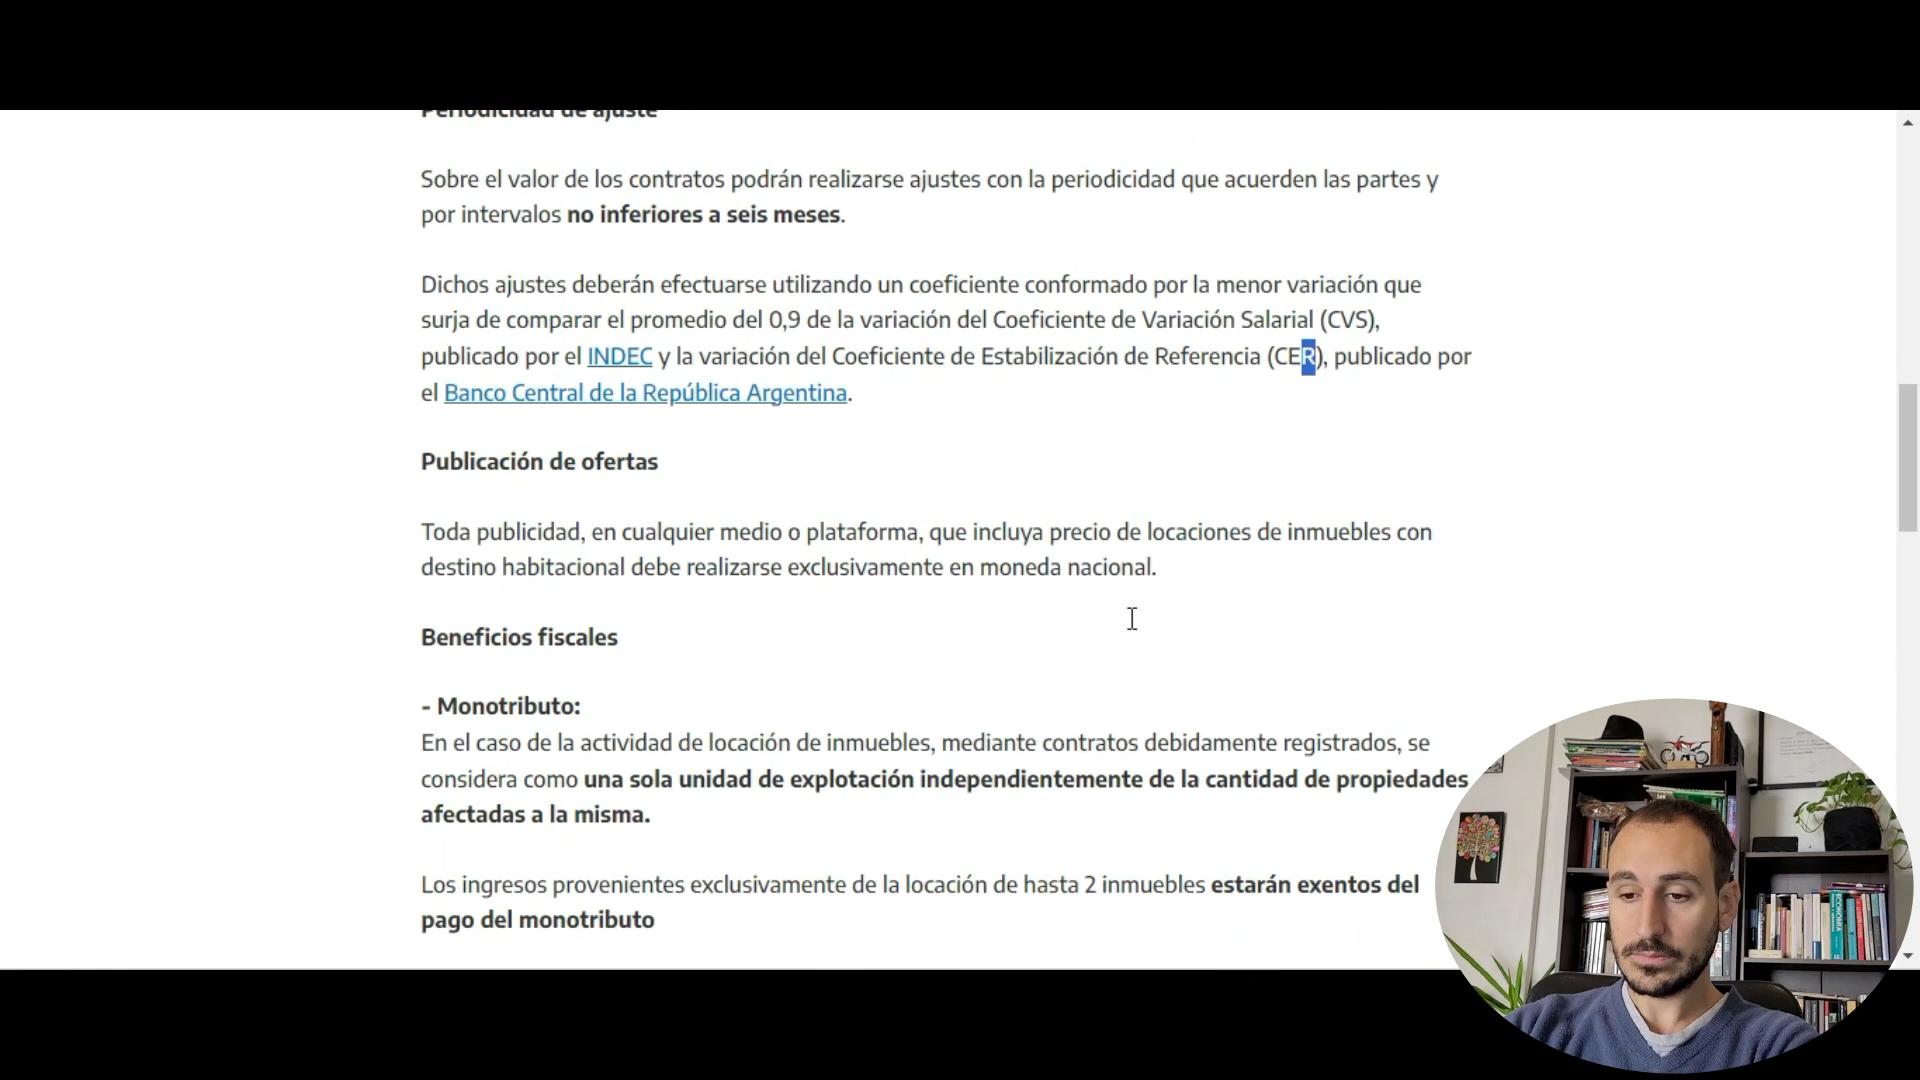 Periodicidad de ajuste
Sobre el valor de los contratos podrán realizarse ajustes con la periodicidad que acuerden las partes y
por intervalos no inferiores a seis meses.
Dichos ajustes deberán efectuarse utilizando un coeficiente conformado por la menor variación que
surja de comparar el promedio del 0,9 de la variación del Coeficiente de Variación Salarial (CVS),
publicado por el INDEC y la variación del Coeficiente de Estabilización de Referencia (CER), publicado por
el Banco Central de la República Argentina.
Publicación de ofertas
Toda publicidad, en cualquier medio o plataforma, que incluya precio de locaciones de inmuebles con
destino habitacional debe realizarse exclusivamente en moneda nacional.
Beneficios fiscales
- Monotributo:
En el caso de la actividad de locación de inmuebles, mediante contratos debidamente registrados, se
considera como una sola unidad de explotación independientemente de la cantidad de propiedades
afectadas a la misma.
Los ingresos provenientes exclusivamente de la locación de hasta 2 inmuebles estarán exentos del
pago del monotributo